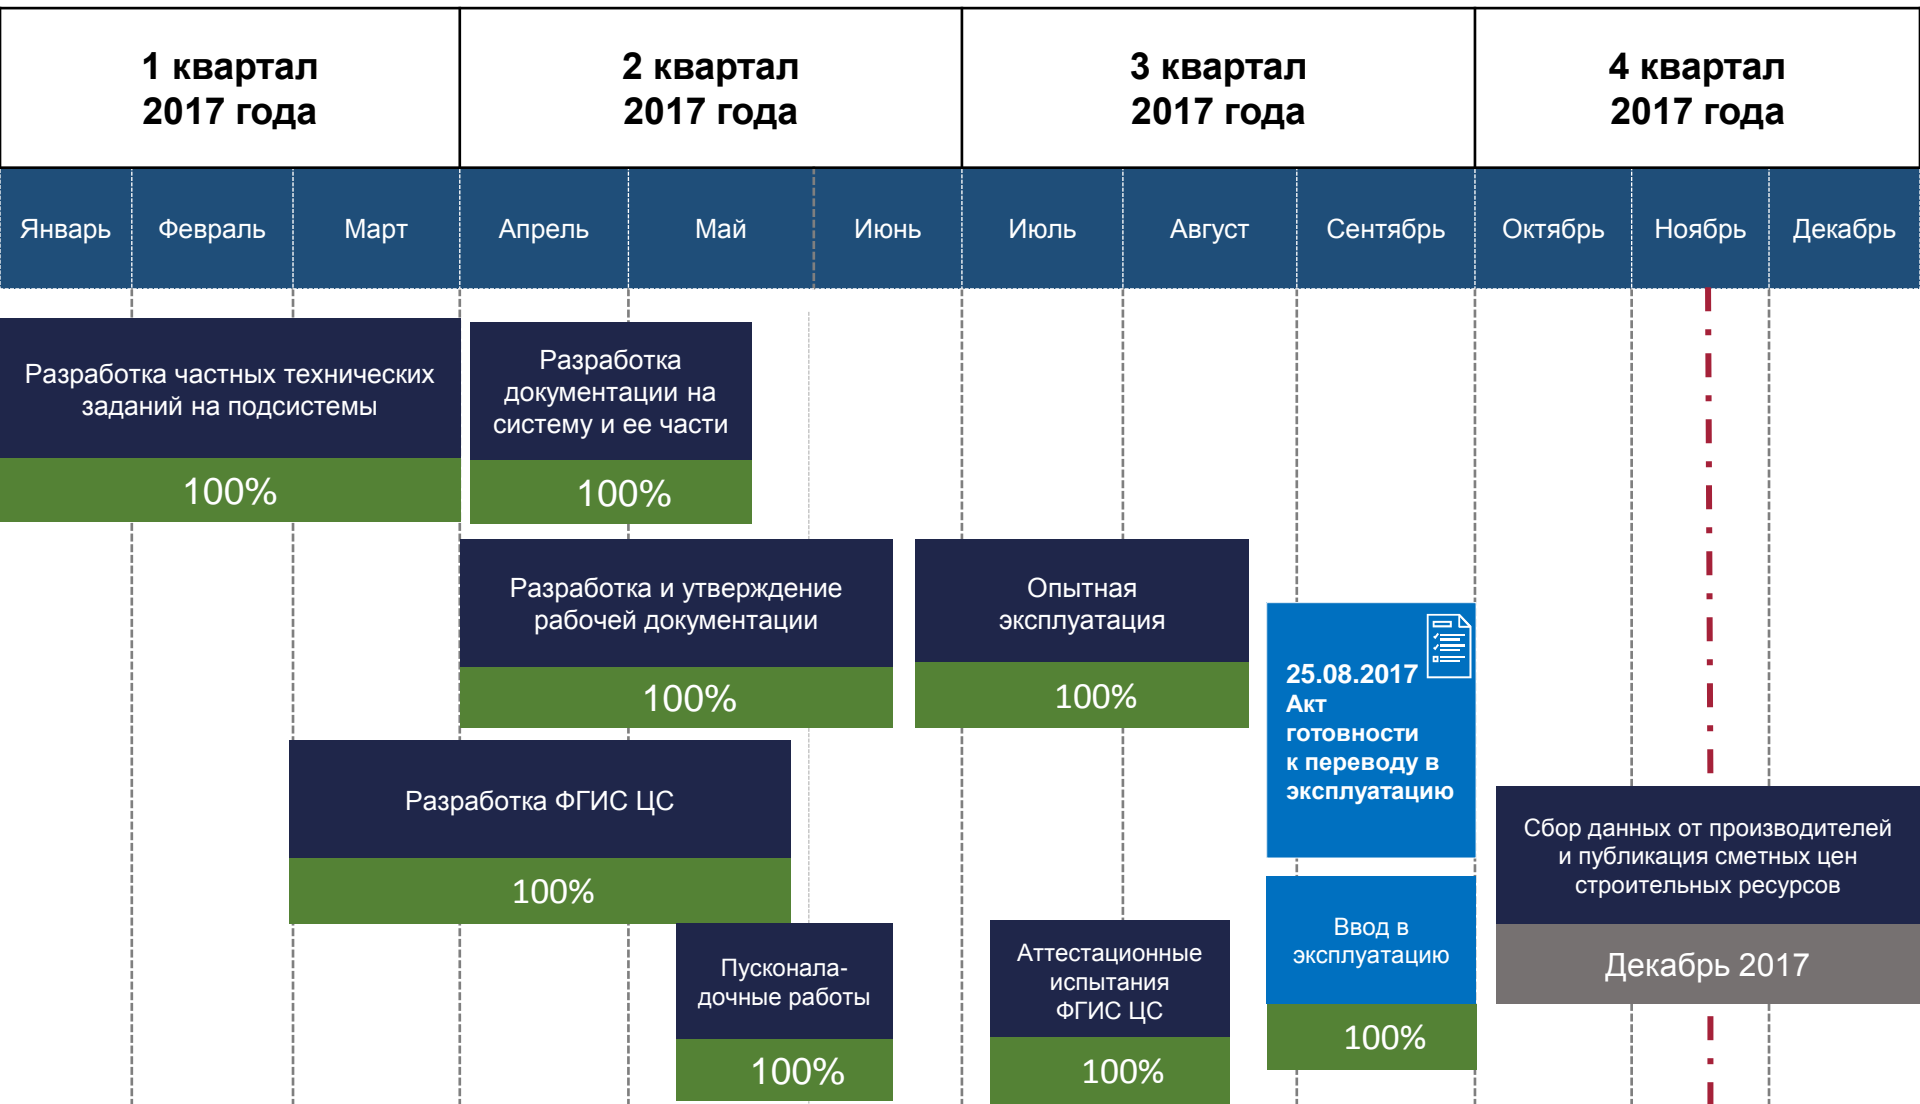 1 квартал
2017 года
2 квартал
2017 года
3 квартал
2017 года
4 квартал
2017 года
Январь
Февраль
Март
Апрель
Май
Июнь
Июль
Август
Сентябрь
Октябрь
Ноябрь
Декабрь
Разработка частных технических
заданий на подсистемы
100%
Разработка
документации на
систему и ее части
100%
Разработка и утверждение
рабочей документации
100%
Опытная
эксплуатация
100%
25.08.2017
Акт
готовности
к переводу в
эксплуатацию
Разработка ФГИС ЦС
100%
Сбор данных от производителей
и публикация сметных цен
строительных ресурсов
Декабрь 2017
Пусконала-
дочные работы
100%
Аттестационные
испытания
ФГИС ЦС
100%
Ввод в
эксплуатацию
100%